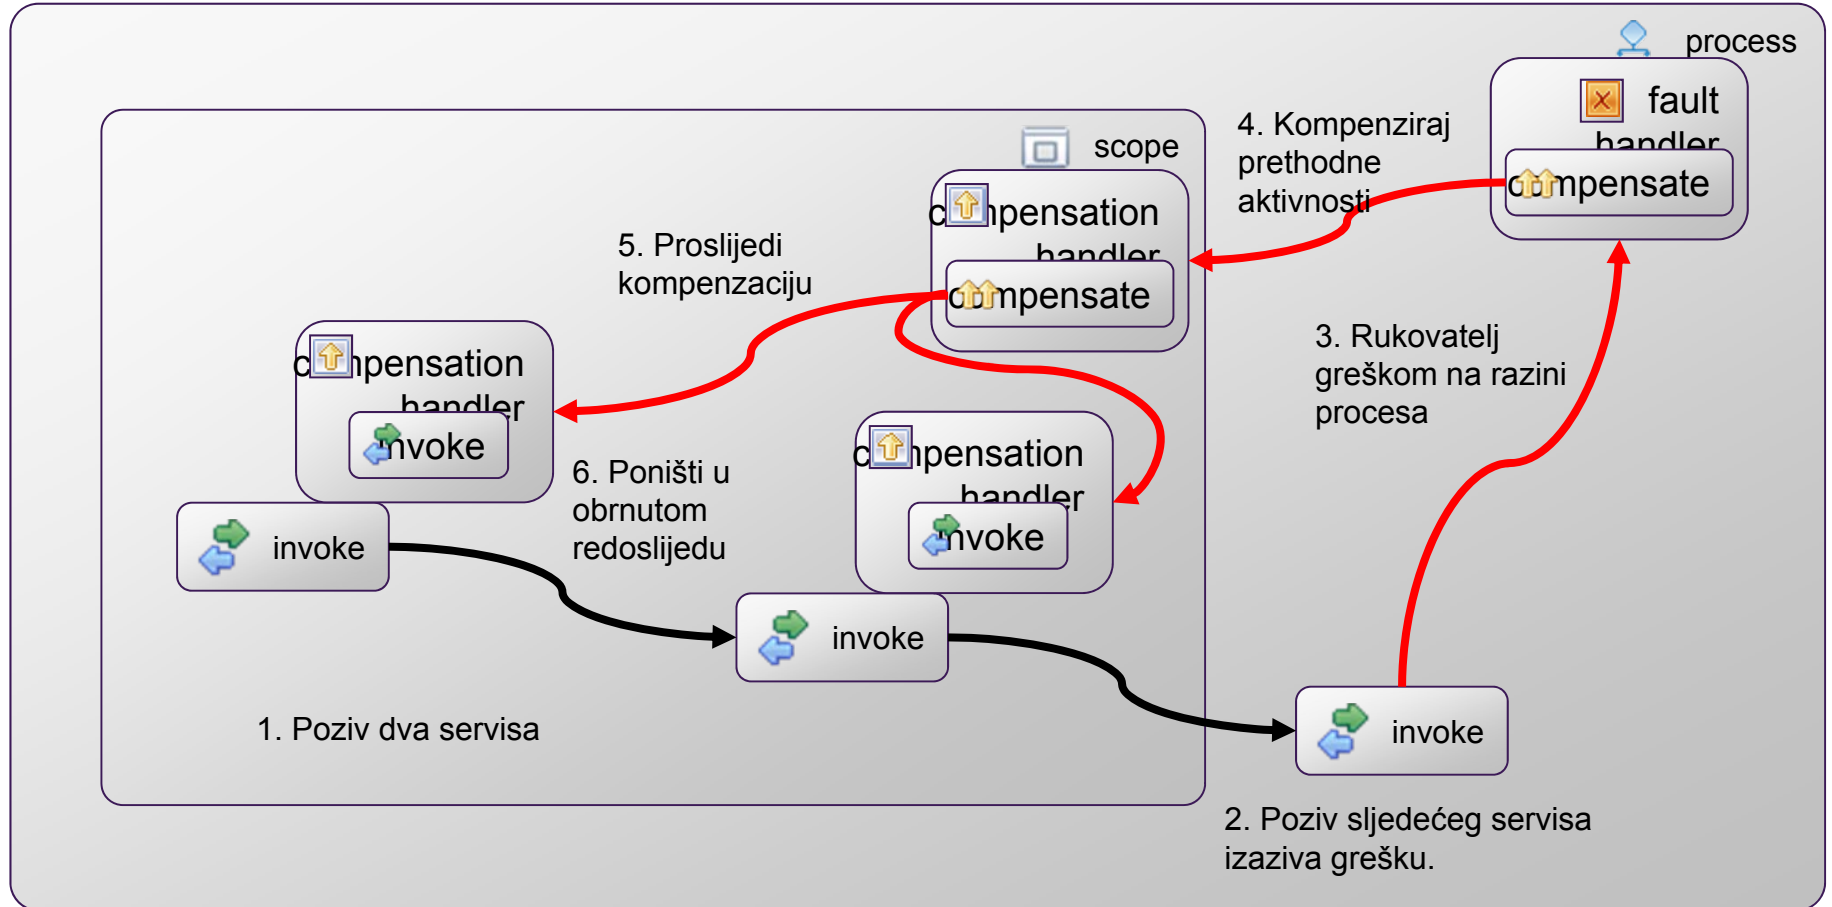 process
fault
handler
compensate
4. Kompenziraj
prethodne
aktivnosti
scope
compensation
handler
compensate
5. Proslijedi
kompenzaciju
3. Rukovatelj
greškom na razini
procesa
compensation
handler
invoke
6. Poništi u
obrnutom
redoslijedu
compensation
handler
invoke
invoke
invoke
invoke
1. Poziv dva servisa
2. Poziv sljedećeg servisa
izaziva grešku.